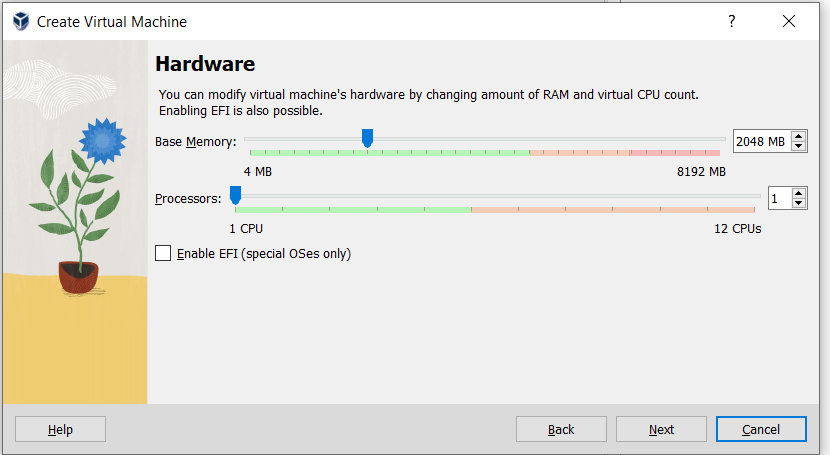 Create Virtual Machine
?
Hardware
You can modify virtual machine's hardware by changing amount of RAM and virtual CPU count.
Enabling EFI is also possible.
Base Memory: 2048 MB
4 MB 8192 MB
Processors: 1
1 CPU 12 CPUs
Enable EFI (special OSes only)
Help Back Next Cancel